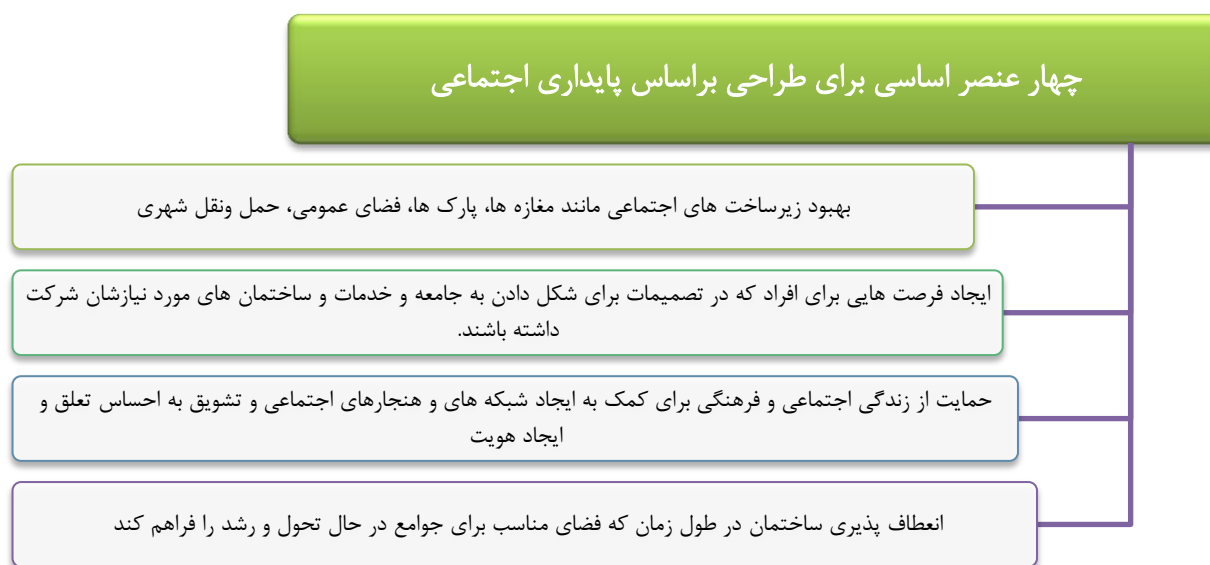 چهار عنصر اساسی برای طراحی براساس پایداری اجتماعی
بهبود زیرساخت های اجتماعی مانند مغازه ها، پارک ها، فضای عمومی، حمل ونقل شهری
ایجاد فرصت هایی برای افراد که در تصمیمات برای شکل دادن به جامعه و خدمات و ساختمان های مورد نیازشان شرکت
داشته باشند.
حمایت از زندگی اجتماعی و فرهنگی برای کمک به ایجاد شبکه های و هنجارهای اجتماعی و تشویق به احساس تعلق و
ایجاد هویت
انعطاف پذیری ساختمان در طول زمان که فضای مناسب برای جوامع در حال تحول و رشد را فراهم کند